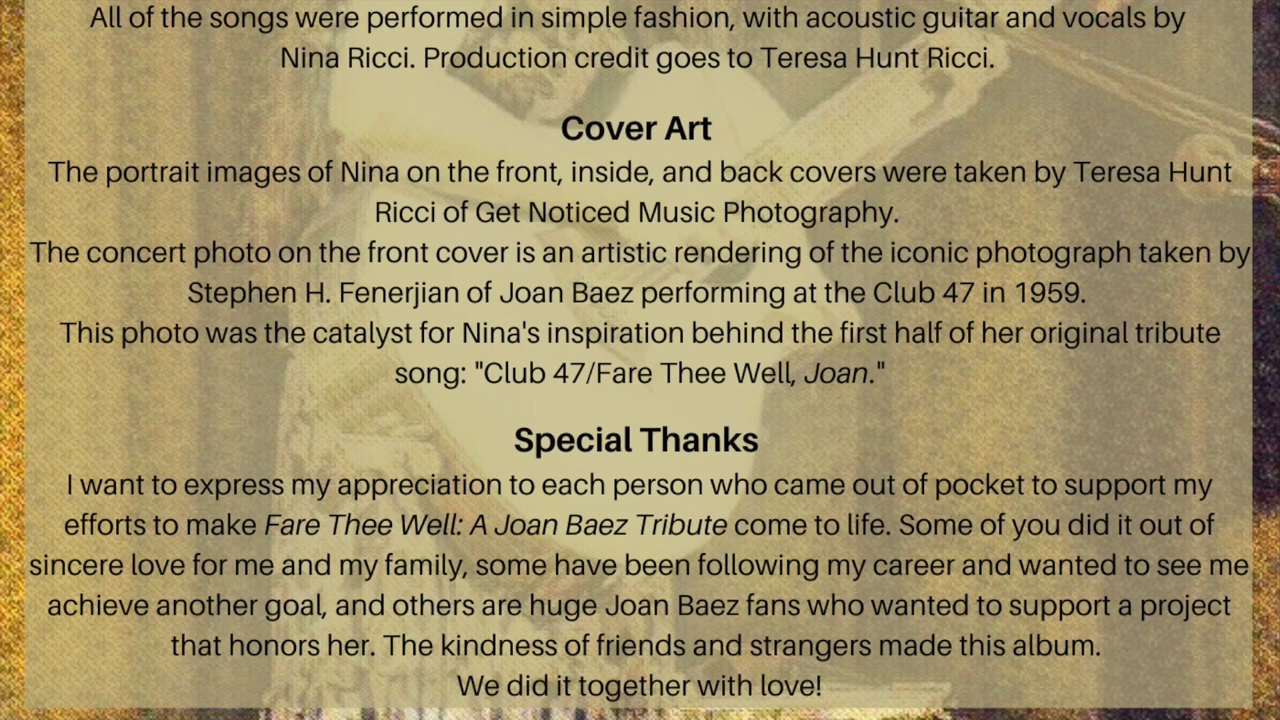 All of the songs were performed in simple fashion, with acoustic guitar and vocals by
Nina Ricci. Production credit goes to Teresa Hunt Ricci.
Cover Art
The portrait images of Nina on the front, inside, and back covers were taken by Teresa Hunt
Ricci of Get Noticed Music Photography.
The concert photo on the front cover is an artistic rendering of the iconic photograph taken by
Stephen H. Fenerjian of Joan Baez performing at the Club 47 in 1959.
This photo was the catalyst for Nina's inspiration behind the first half of her original tribute
song: "Club 47/Fare Thee Well, Joan."
Special Thanks
I want to express my appreciation to each person who came out of pocket to support my
efforts to make Fare Thee Well: A Joan Baez Tribute come to life. Some of you did it out of
sincere love for me and my family, some have been following my career and wanted to see me
achieve another goal, and others are huge Joan Baez fans who wanted to support a project
that honors her. The kindness of friends and strangers made this album.
We did it together with love!